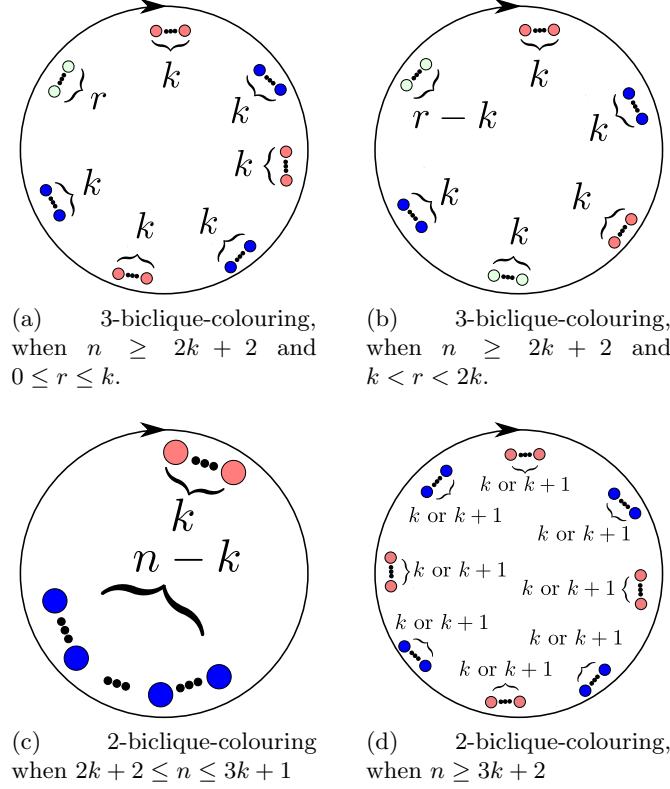 k
k
r
k
k
k
k
(a) 3-biclique-colouring,
when n ≥ 2k + 2 and
0 ≤ r ≤ k.
k
r − k
k
k
k
(b) 3-biclique-colouring,
when n ≥ 2k + 2 and
k < r < 2k.
k
n − k
(c) 2-biclique-colouring
when 2k + 2 ≤ n ≤ 3k + 1
k or k + 1
k or k + 1
k or k + 1
k or k + 1
k or k + 1
k or k + 1
k or k + 1
k or k + 1
(d) 2-biclique-colouring,
when n ≥ 3k + 2